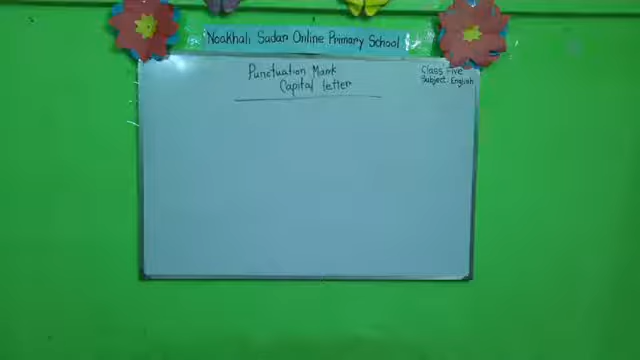 Noakhali Sadar Online Primary School
Punctuation Mark
Capital letter
Class Five
Subject: English